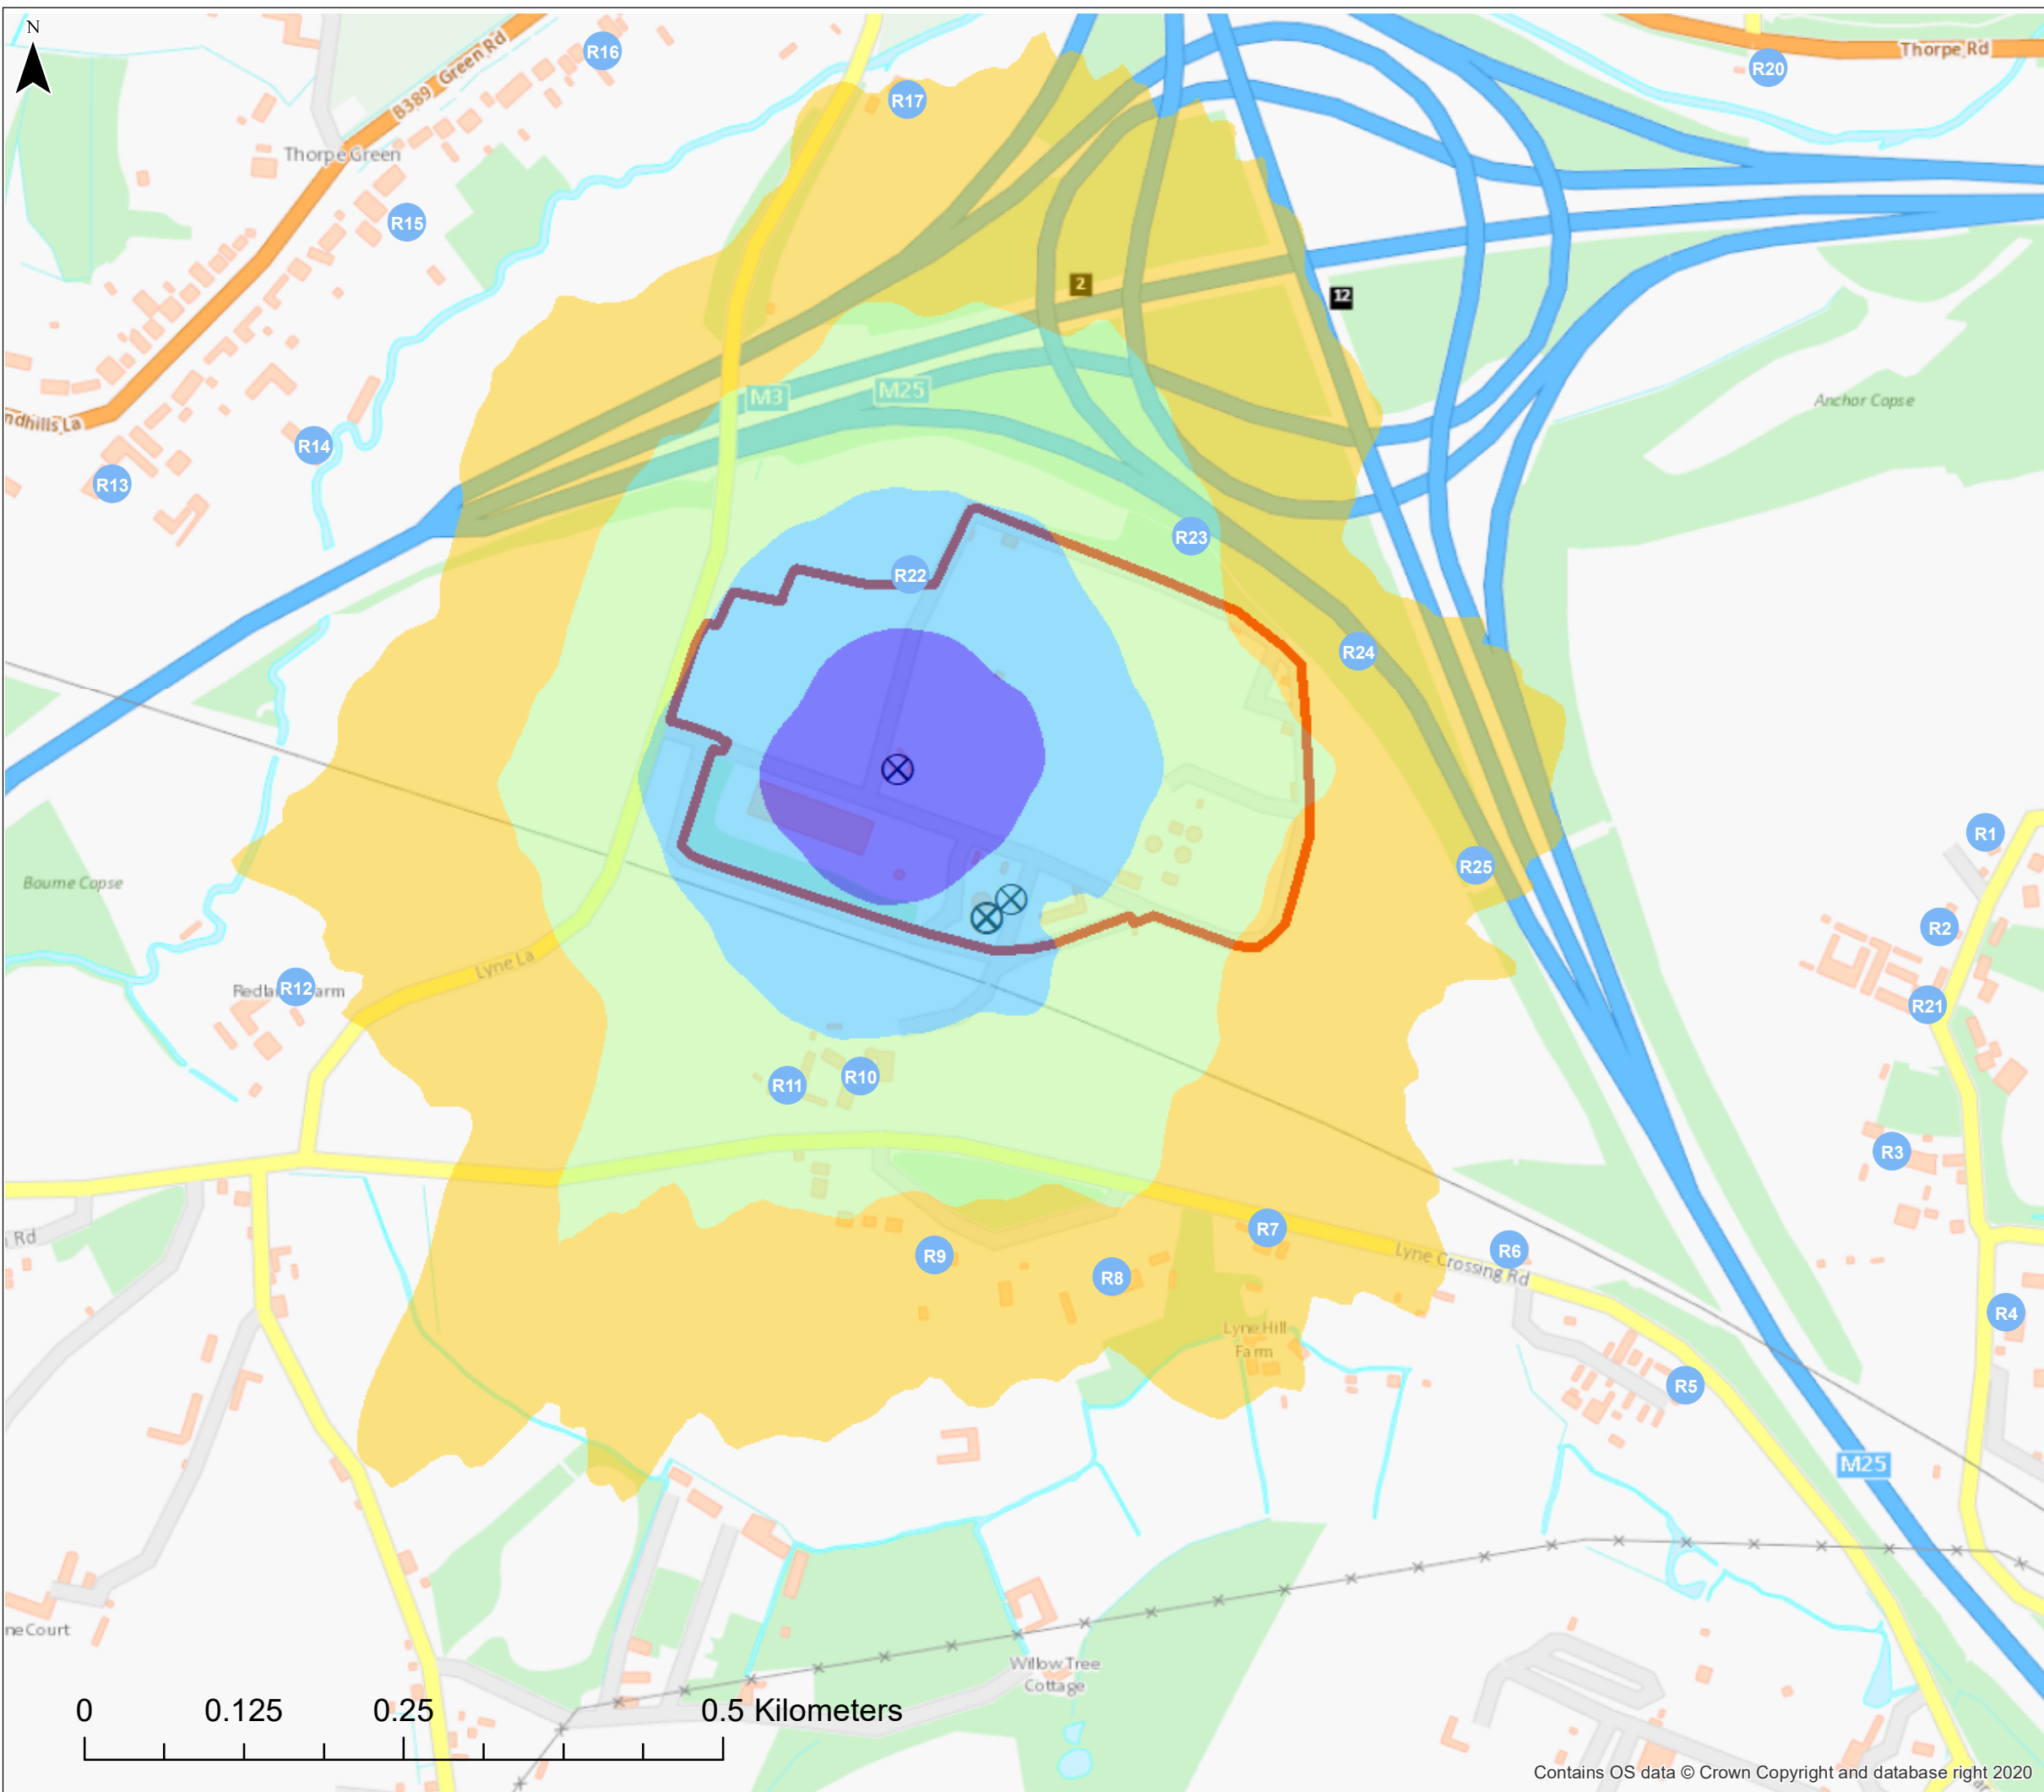 N
B389 Green Rd
R16
Thorpe Rd
R20
R17
Thorpe Green
R15
2
12
M3
M25
Anchor Copse
ndhills La
R14
R13
R23
R22
R24
R1
R25
Bourne Copse
R2
Lyne La
R12
R21
R11
R10
R3
Rd
R9
R8
R7
R6
Lyne Crossing Rd
R4
Lyne Hill
Farm
R5
M25
ne Court
Willow Tree
Cottage
0 0.125 0.25 0.5 Kilometers
Contains OS data © Crown Copyright and database right 2020